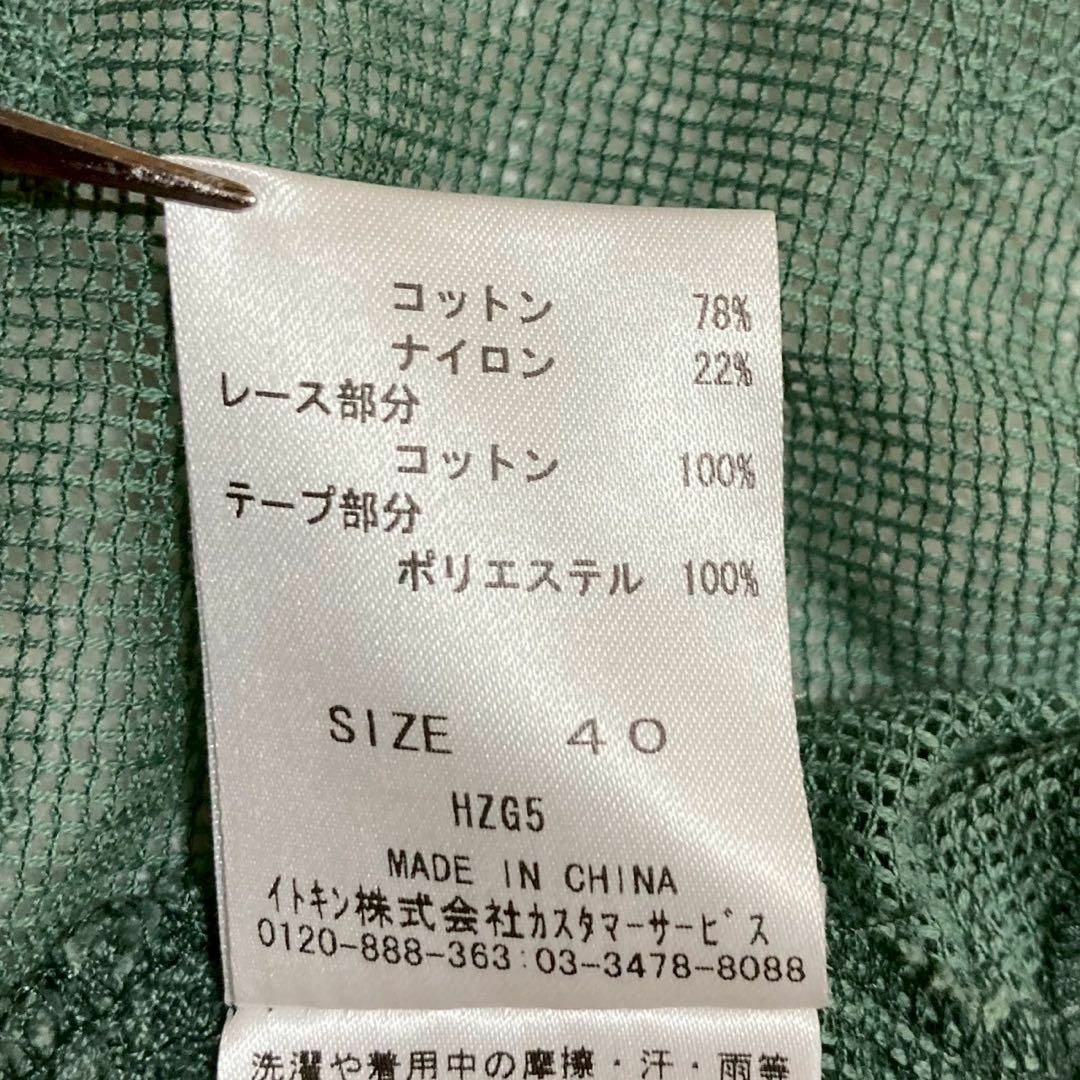 コットン 78%
ナイロン 22%
レース部分
コットン 100%
テープ部分
ポリエステル 100%
SIZE 40
HZG5
MADE IN CHINA
ｲﾄｷﾝ株式会社ｶｽﾀﾏｰｻｰﾋﾞｽ
0120-888-363:03-3478-8088
洗濯や着用中の摩擦・汗・雨等